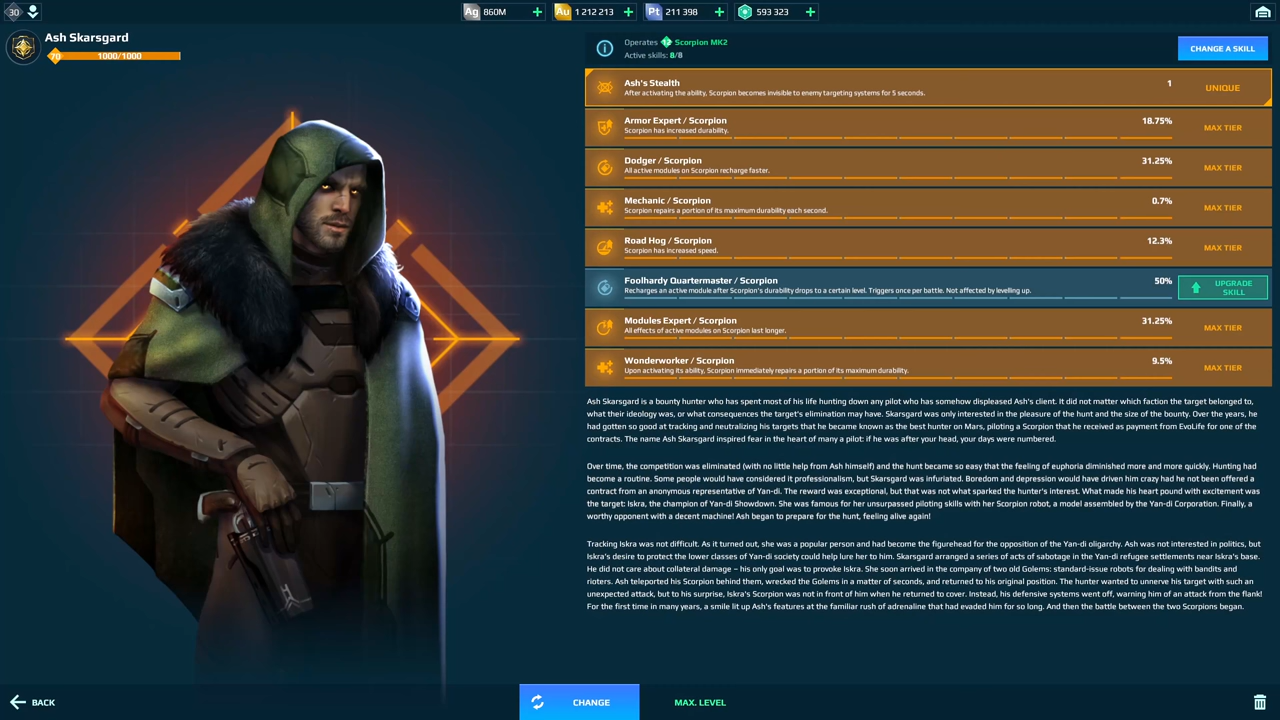 30
Ag 860M +
Au 1 212 213 +
Pt 211 398 +
593 323 +
Ash Skarsgard
70 1000/1000
Operates 12 Scorpion MK2
Active skills: 8/8
CHANGE A SKILL
Ash's Stealth 1
After activating the ability, Scorpion becomes invisible to enemy targeting systems for 5 seconds.
UNIQUE
Armor Expert / Scorpion 18.75%
Scorpion has increased durability.
MAX TIER
Dodger / Scorpion 31.25%
All active modules on Scorpion recharge faster.
MAX TIER
Mechanic / Scorpion 0.7%
Scorpion repairs a portion of its maximum durability each second.
MAX TIER
Road Hog / Scorpion 12.3%
Scorpion has increased speed.
MAX TIER
Foolhardy Quartermaster / Scorpion 50%
Recharges an active module after Scorpion's durability drops to a certain level. Triggers once per battle. Not affected by levelling up.
UPGRADE
SKILL
Modules Expert / Scorpion 31.25%
All effects of active modules on Scorpion last longer.
MAX TIER
Wonderworker / Scorpion 9.5%
Upon activating its ability, Scorpion immediately repairs a portion of its maximum durability.
MAX TIER
Ash Skarsgard is a bounty hunter who has spent most of his life hunting down any pilot who has somehow displeased Ash's client. It did not matter which faction the target belonged to,
what their ideology was, or what consequences the target's elimination may have. Skarsgard was only interested in the pleasure of the hunt and the size of the bounty. Over the years, he
had gotten so good at tracking and neutralizing his targets that he became known as the best hunter on Mars, piloting a Scorpion that he received as payment from EvoLife for one of the
contracts. The name Ash Skarsgard inspired fear in the heart of many a pilot: if he was after your head, your days were numbered.
Over time, the competition was eliminated (with no little help from Ash himself) and the hunt became so easy that the feeling of euphoria diminished more and more quickly. Hunting had
become a routine. Some people would have considered it professionalism, but Skarsgard was infuriated. Boredom and depression would have driven him crazy had he not been offered a
contract from an anonymous representative of Yan-di. The reward was exceptional, but that was not what sparked the hunter's interest. What made his heart pound with excitement was
the target: Iskra, the champion of Yan-di Showdown. She was famous for her unsurpassed piloting skills with her Scorpion robot, a model assembled by the Yan-di Corporation. Finally, a
worthy opponent with a decent machine! Ash began to prepare for the hunt, feeling alive again!
Tracking Iskra was not difficult. As it turned out, she was a popular person and had become the figurehead for the opposition of the Yan-di oligarchy. Ash was not interested in politics, but
Iskra's desire to protect the lower classes of Yan-di society could help lure her to him. Skarsgard arranged a series of acts of sabotage in the Yan-di refugee settlements near Iskra's base.
He did not care about collateral damage – his only goal was to provoke Iskra. She soon arrived in the company of two old Golems: standard-issue robots for dealing with bandits and
rioters. Ash teleported his Scorpion behind them, wrecked the Golems in a matter of seconds, and returned to his original position. The hunter wanted to unnerve his target with such an
unexpected attack, but to his surprise, Iskra's Scorpion was not in front of him when he returned to cover. Instead, his defensive systems went off, warning him of an attack from the flank!
For the first time in many years, a smile lit up Ash's features at the familiar rush of adrenaline that had evaded him for so long. And then the battle between the two Scorpions began.
BACK
CHANGE
MAX. LEVEL